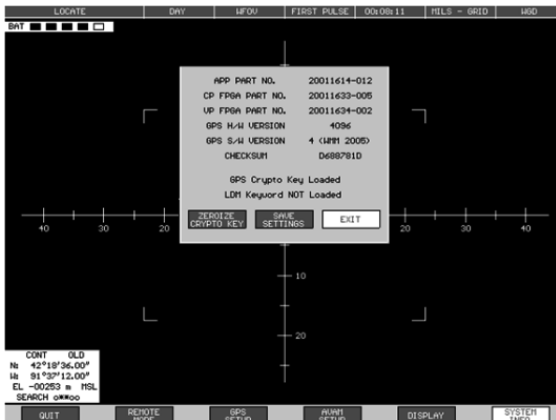 LOCATE DAY WFOV FIRST PULSE 00:08:11 MILS - GRID WGD
BAT
APP PART NO. 20011614-012
CP FPGA PART NO. 20011633-005
VP FPGA PART NO. 20011634-002
GPS H/W VERSION 4096
GPS S/W VERSION 4 (WMM 2005)
CHECKSUM D688781D
GPS Crypto Key Loaded
LDM Keyword NOT Loaded
ZEROIZE CRYPTO KEY
SAVE SETTINGS
EXIT
40 30 20 20 30 40
10
20
CONT OLD
N: 42°18'36.00"
W: 91°37'12.00"
EL -00253 m MSL
SEARCH
QUIT
REMOTE MODE
GPS SETUP
AVAM SETUP
DISPLAY
SYSTEM INFO